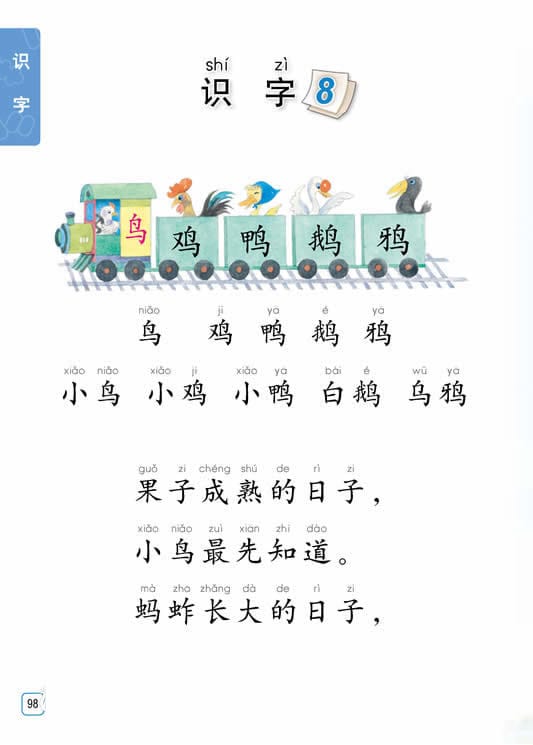 识字
shí zì
识字 8
鸟 鸡 鸭 鹅 鸦
niǎo jī yā é yā
鸟 鸡 鸭 鹅 鸦
xiǎo niǎo xiǎo jī xiǎo yā bái é wū yā
小鸟 小鸡 小鸭 白鹅 乌鸦
guǒ zi chéng shú de rì zi
果子成熟的日子，
xiǎo niǎo zuì xiān zhī dào
小鸟最先知道。
mà zha zhǎng dà de rì zi
蚂蚱长大的日子，
98